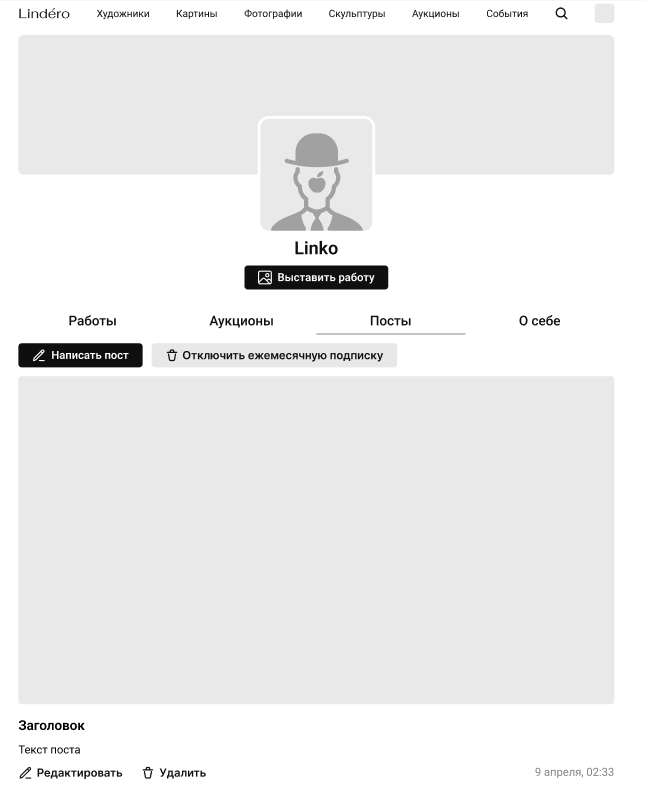 Lindéro Художники Картины Фотографии Скульптуры Аукционы События
Linko
Выставить работу
Работы Аукционы Посты О себе
Написать пост Отключить ежемесячную подписку
Заголовок
Текст поста
Редактировать Удалить 9 апреля, 02:33